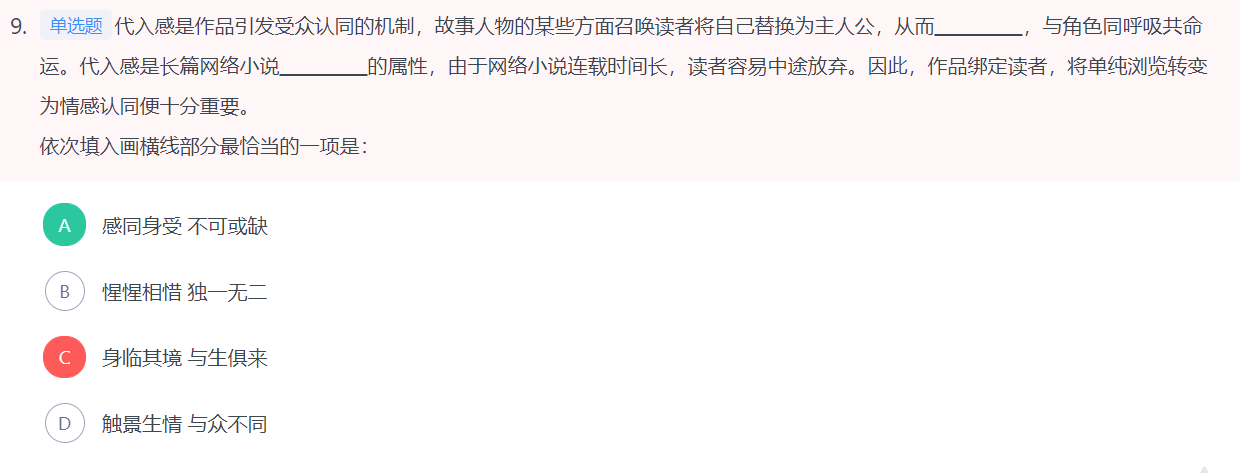 9. 单选题 代入感是作品引发受众认同的机制，故事人物的某些方面召唤读者将自己替换为主人公，从而________，与角色同呼吸共命
运。代入感是长篇网络小说________的属性，由于网络小说连载时间长，读者容易中途放弃。因此，作品绑定读者，将单纯浏览转变
为情感认同便十分重要。
依次填入画横线部分最恰当的一项是：
A 感同身受 不可或缺
B 惺惺相惜 独一无二
C 身临其境 与生俱来
D 触景生情 与众不同